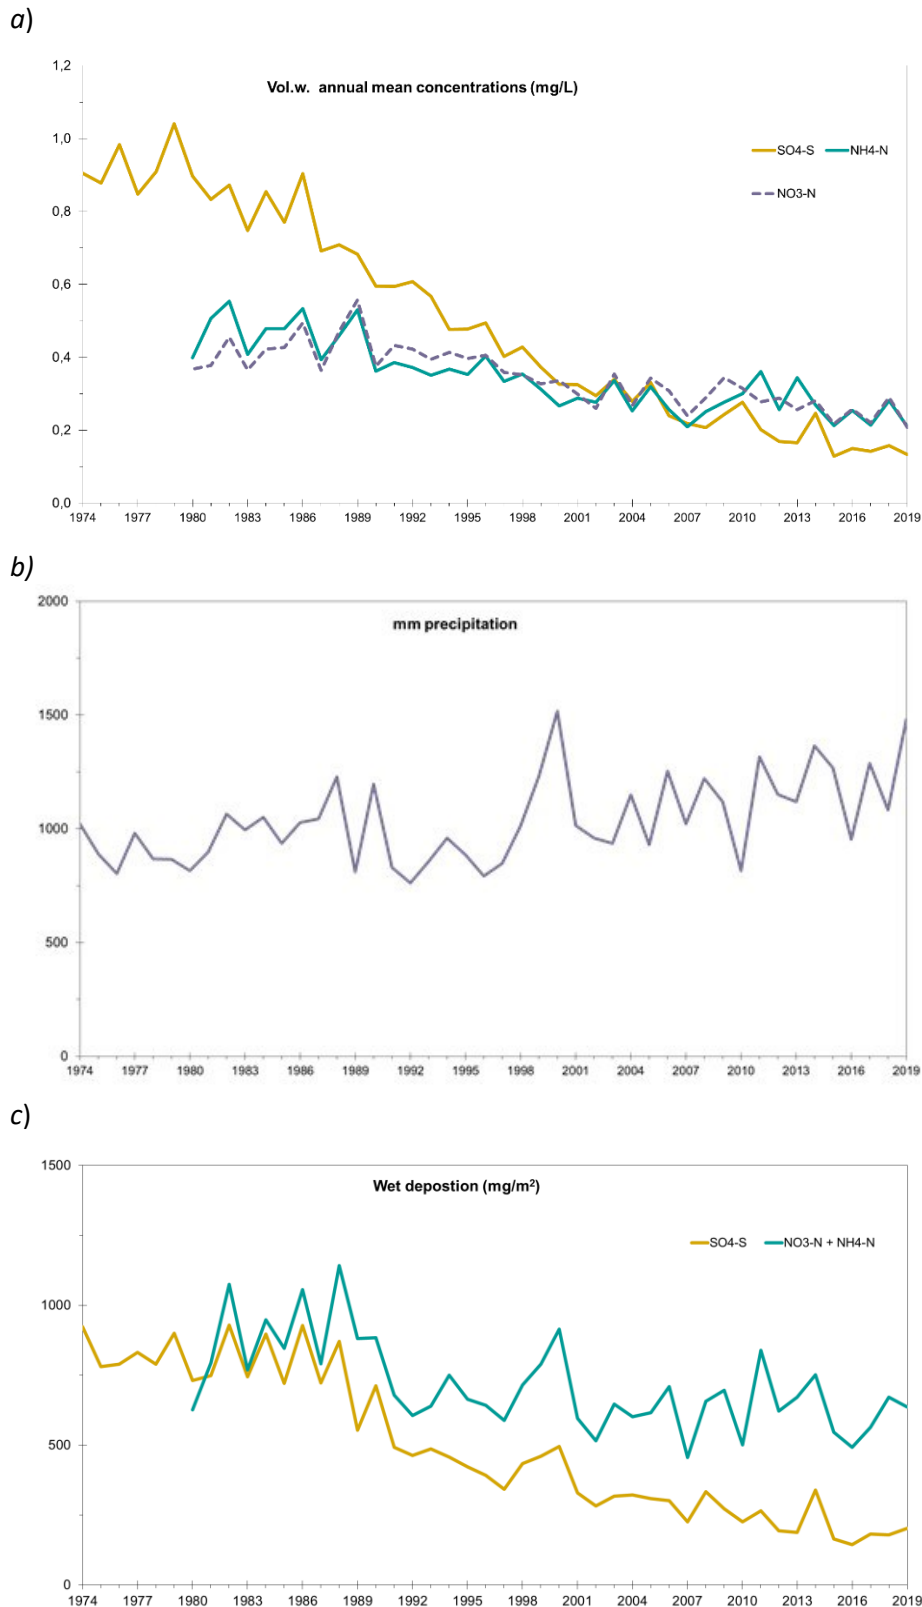 a)
1,2
Vol.w. annual mean concentrations (mg/L)
1,0
SO4-S NH4-N
NO3-N
0,8
0,6
0,4
0,2
0,0
1974 1977 1980 1983 1986 1989 1992 1995 1998 2001 2004 2007 2010 2013 2016 2019
b)
2000
mm precipitation
1500
1000
500
0
1974 1977 1980 1983 1986 1989 1992 1995 1998 2001 2004 2007 2010 2013 2016 2019
c)
1500
Wet depostion (mg/m²)
SO4-S NO3-N + NH4-N
1000
500
0
1974 1977 1980 1983 1986 1989 1992 1995 1998 2001 2004 2007 2010 2013 2016 2019